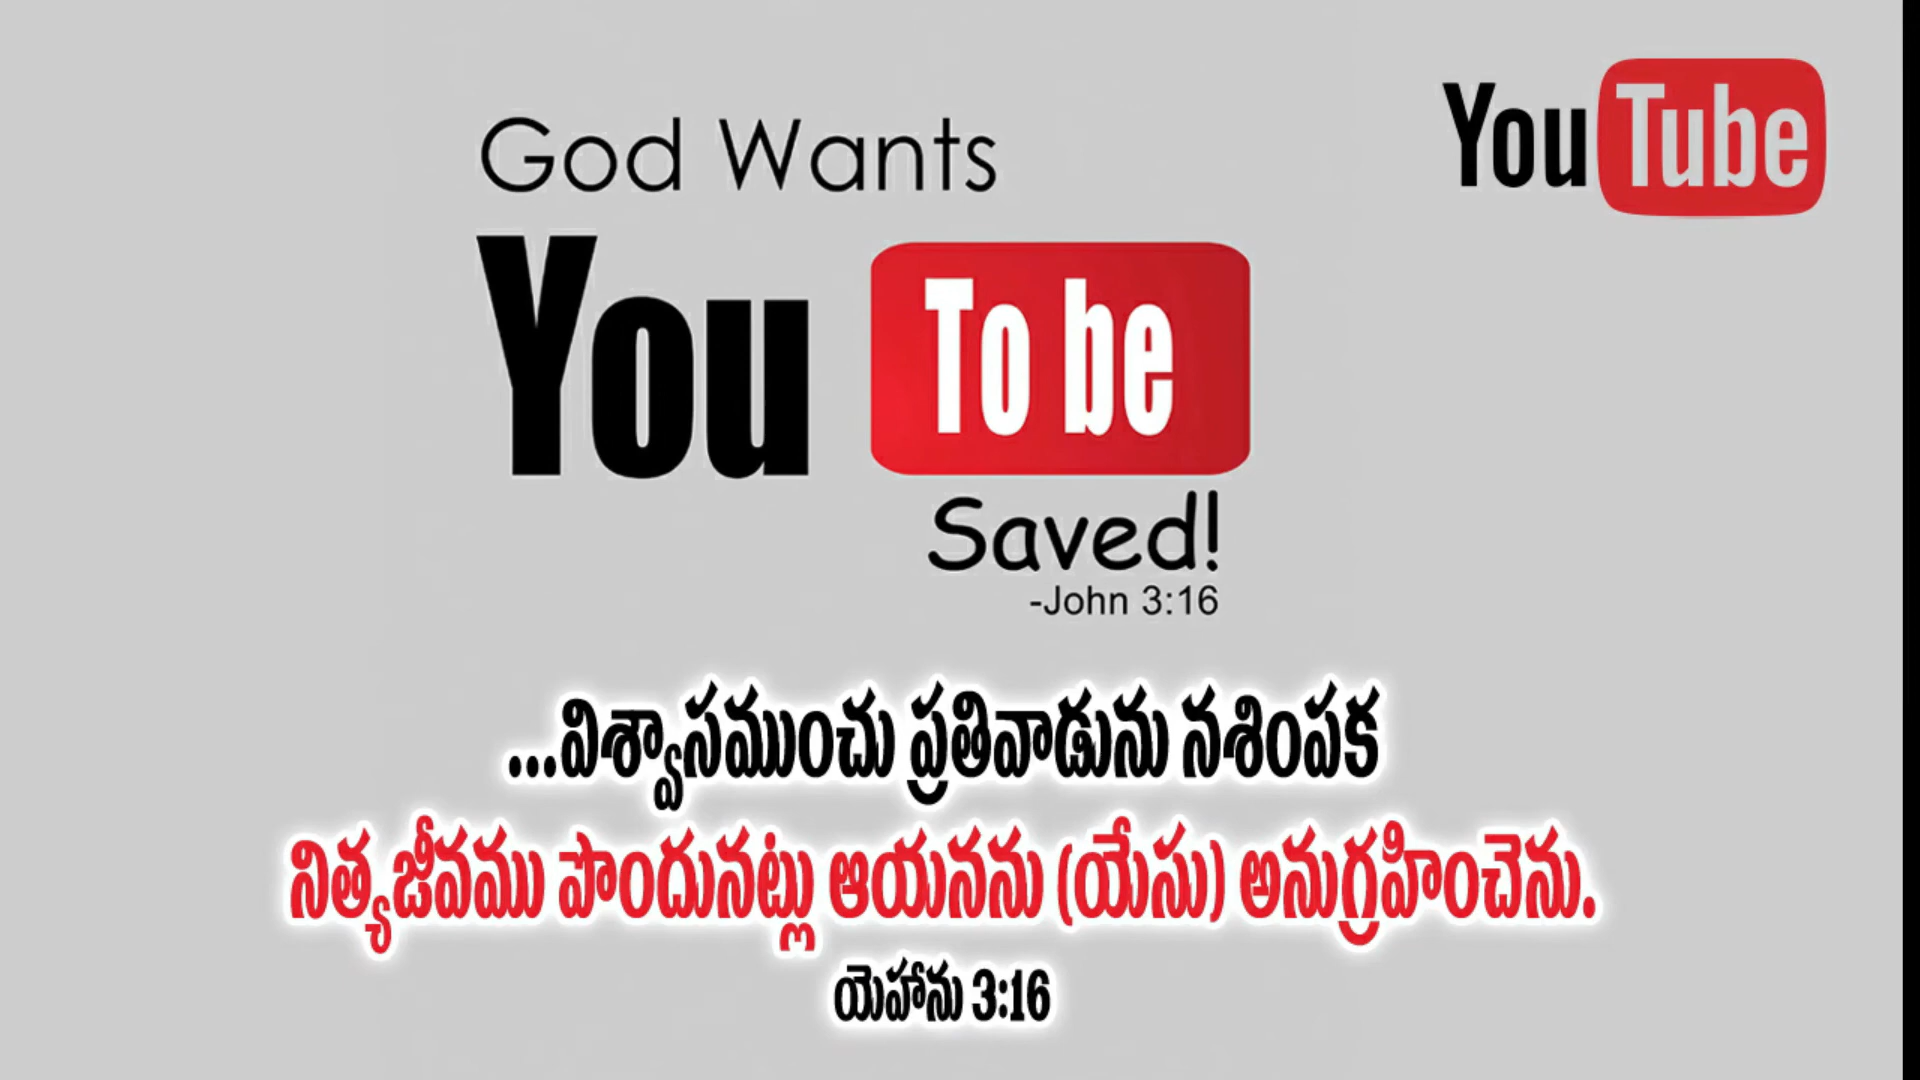 YouTube
God Wants
You To be
Saved!
-John 3:16
...విశ్వాసముంచు ప్రతివాడును నశింపక
నిత్యజీవము పొందునట్లు ఆయనను (యేసు) అనుగ్రహించెను.
యెహాను 3:16